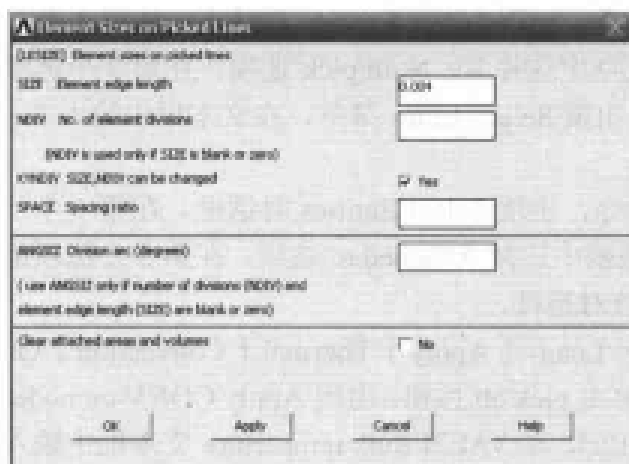 Element Sizes on Picked Lines
[LESIZE] Element sizes on picked lines
SIZE Element edge length
0.004
NDIV No. of element divisions
(NDIV is used only if SIZE is blank or zero)
KYNDIV SIZE,NDIV can be changed
Yes
SPACE Spacing ratio
ANGSIZ Division arc (degrees)
( use ANGSIZ only if number of divisions (NDIV) and
element edge length (SIZE) are blank or zero)
Clear attached areas and volumes
No
OK Apply Cancel Help